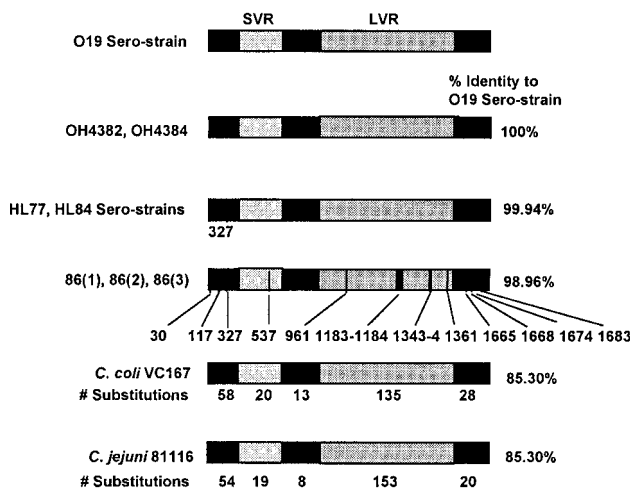 SVR LVR
O19 Sero-strain
% Identity to
O19 Sero-strain
OH4382, OH4384 100%
HL77, HL84 Sero-strains 99.94%
327
86(1), 86(2), 86(3) 98.96%
30 117 327 537 961 1183-1184 1343-4 1361 1665 1668 1674 1683
C. coli VC167 85.30%
# Substitutions 58 20 13 135 28
C. jejuni 81116 85.30%
# Substitutions 54 19 8 153 20